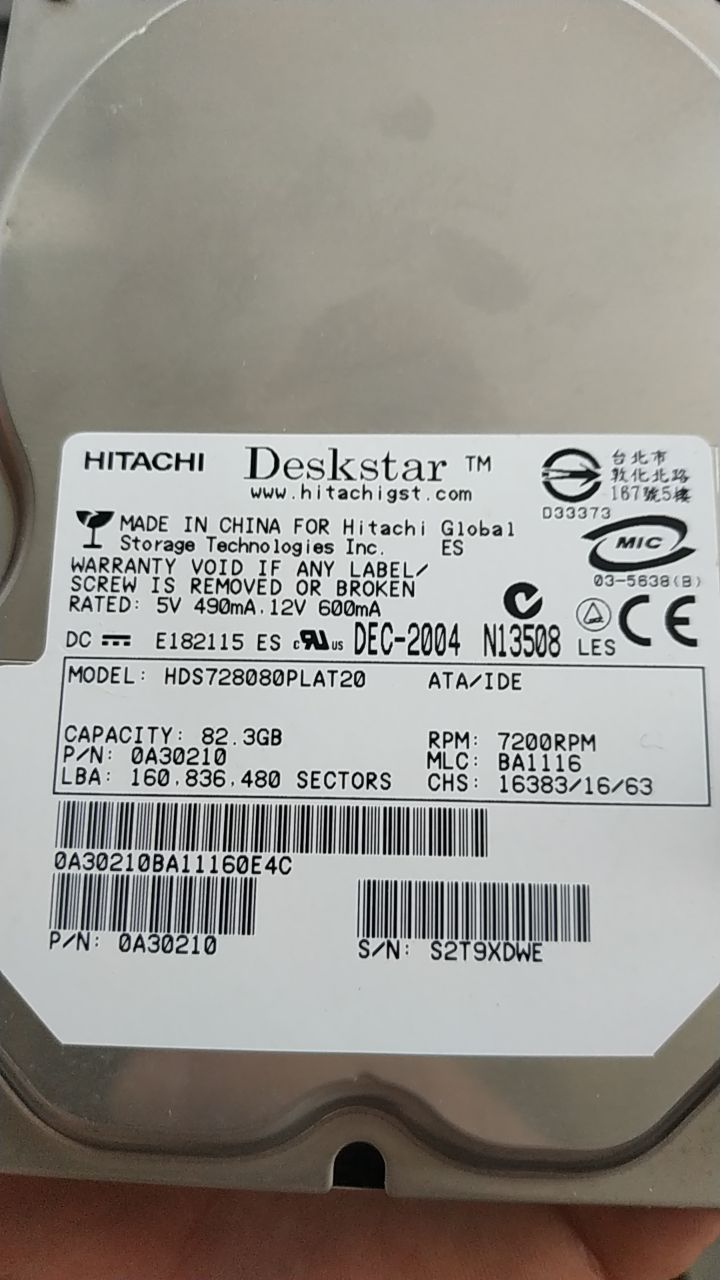 HITACHI Deskstar ™
www.hitachigst.com
台北市
敦化北路
167號5樓
D33373
MADE IN CHINA FOR Hitachi Global
Storage Technologies Inc. ES
WARRANTY VOID IF ANY LABEL/
SCREW IS REMOVED OR BROKEN
RATED: 5V 490mA, 12V 600mA
MIC
03-5638(B)
DC E182115 ES c UL us DEC-2004 N13508 LES CE
MODEL: HDS728080PLAT20 ATA/IDE
CAPACITY: 82.3GB RPM: 7200RPM
P/N: 0A30210 MLC: BA1116
LBA: 160,836,480 SECTORS CHS: 16383/16/63
0A30210BA11160E4C
P/N: 0A30210 S/N: S2T9XDWE